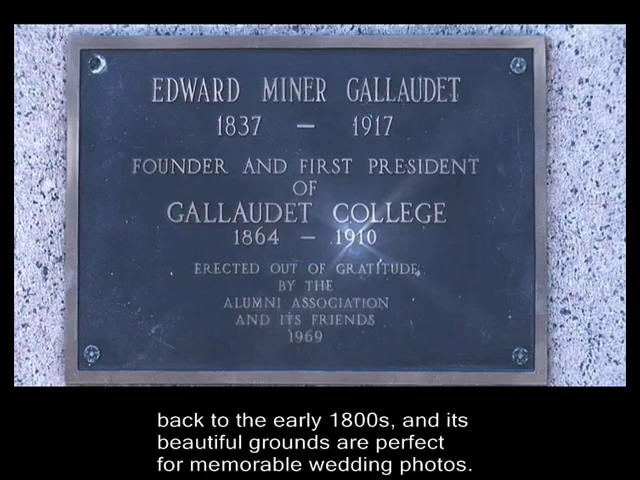 EDWARD MINER GALLAUDET
1837 — 1917
FOUNDER AND FIRST PRESIDENT
OF
GALLAUDET COLLEGE
1864 — 1910
ERECTED OUT OF GRATITUDE
BY THE
ALUMNI ASSOCIATION
AND ITS FRIENDS
1969
back to the early 1800s, and its
beautiful grounds are perfect
for memorable wedding photos.